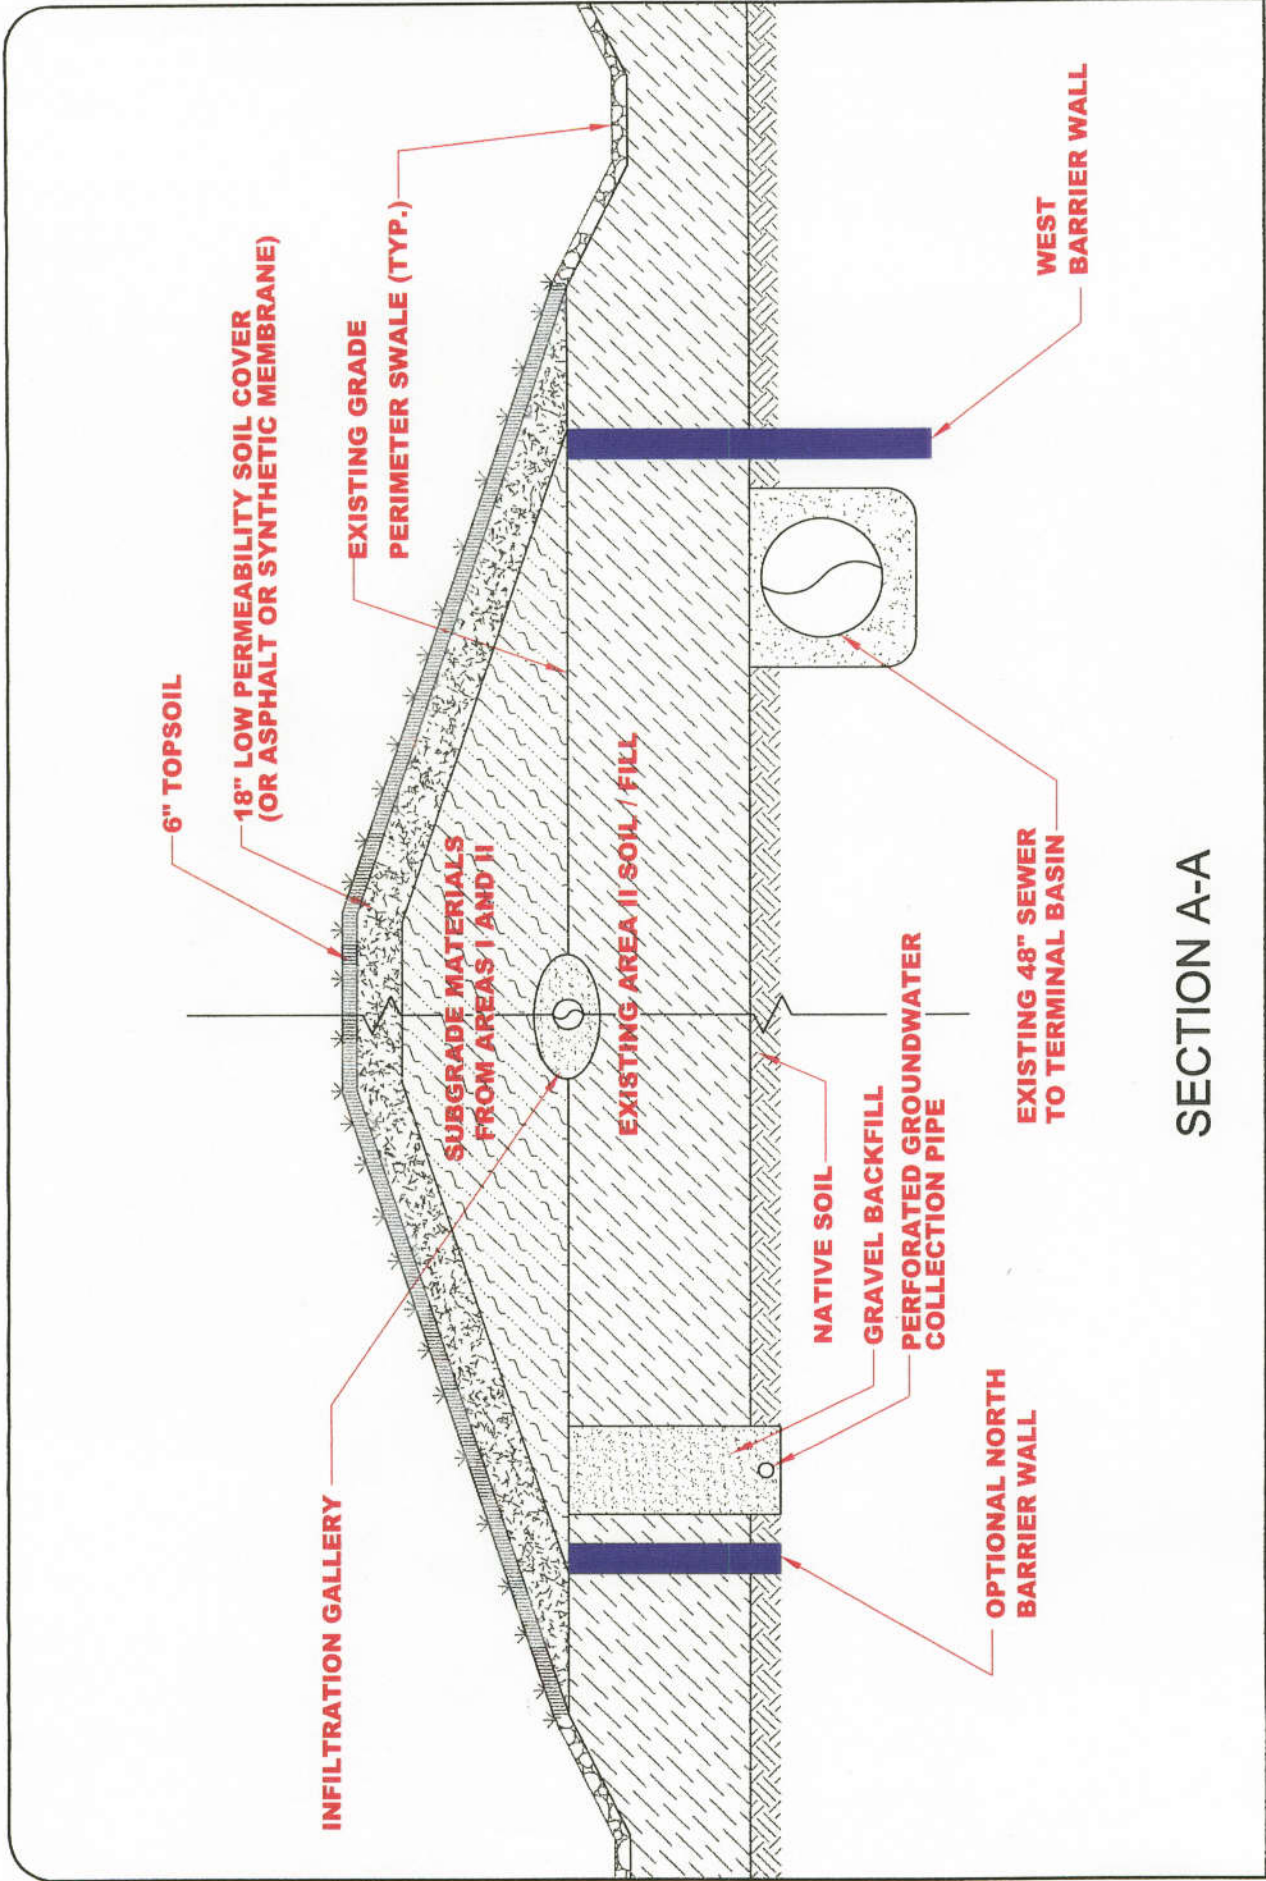 6" TOPSOIL
18" LOW PERMEABILITY SOIL COVER
(OR ASPHALT OR SYNTHETIC MEMBRANE)
INFILTRATION GALLERY
EXISTING GRADE
PERIMETER SWALE (TYP.)
SUBGRADE MATERIALS
FROM AREAS I AND II
EXISTING AREA II SOIL / FILL
NATIVE SOIL
GRAVEL BACKFILL
PERFORATED GROUNDWATER
COLLECTION PIPE
OPTIONAL NORTH
BARRIER WALL
EXISTING 48" SEWER
TO TERMINAL BASIN
WEST
BARRIER WALL
SECTION A-A